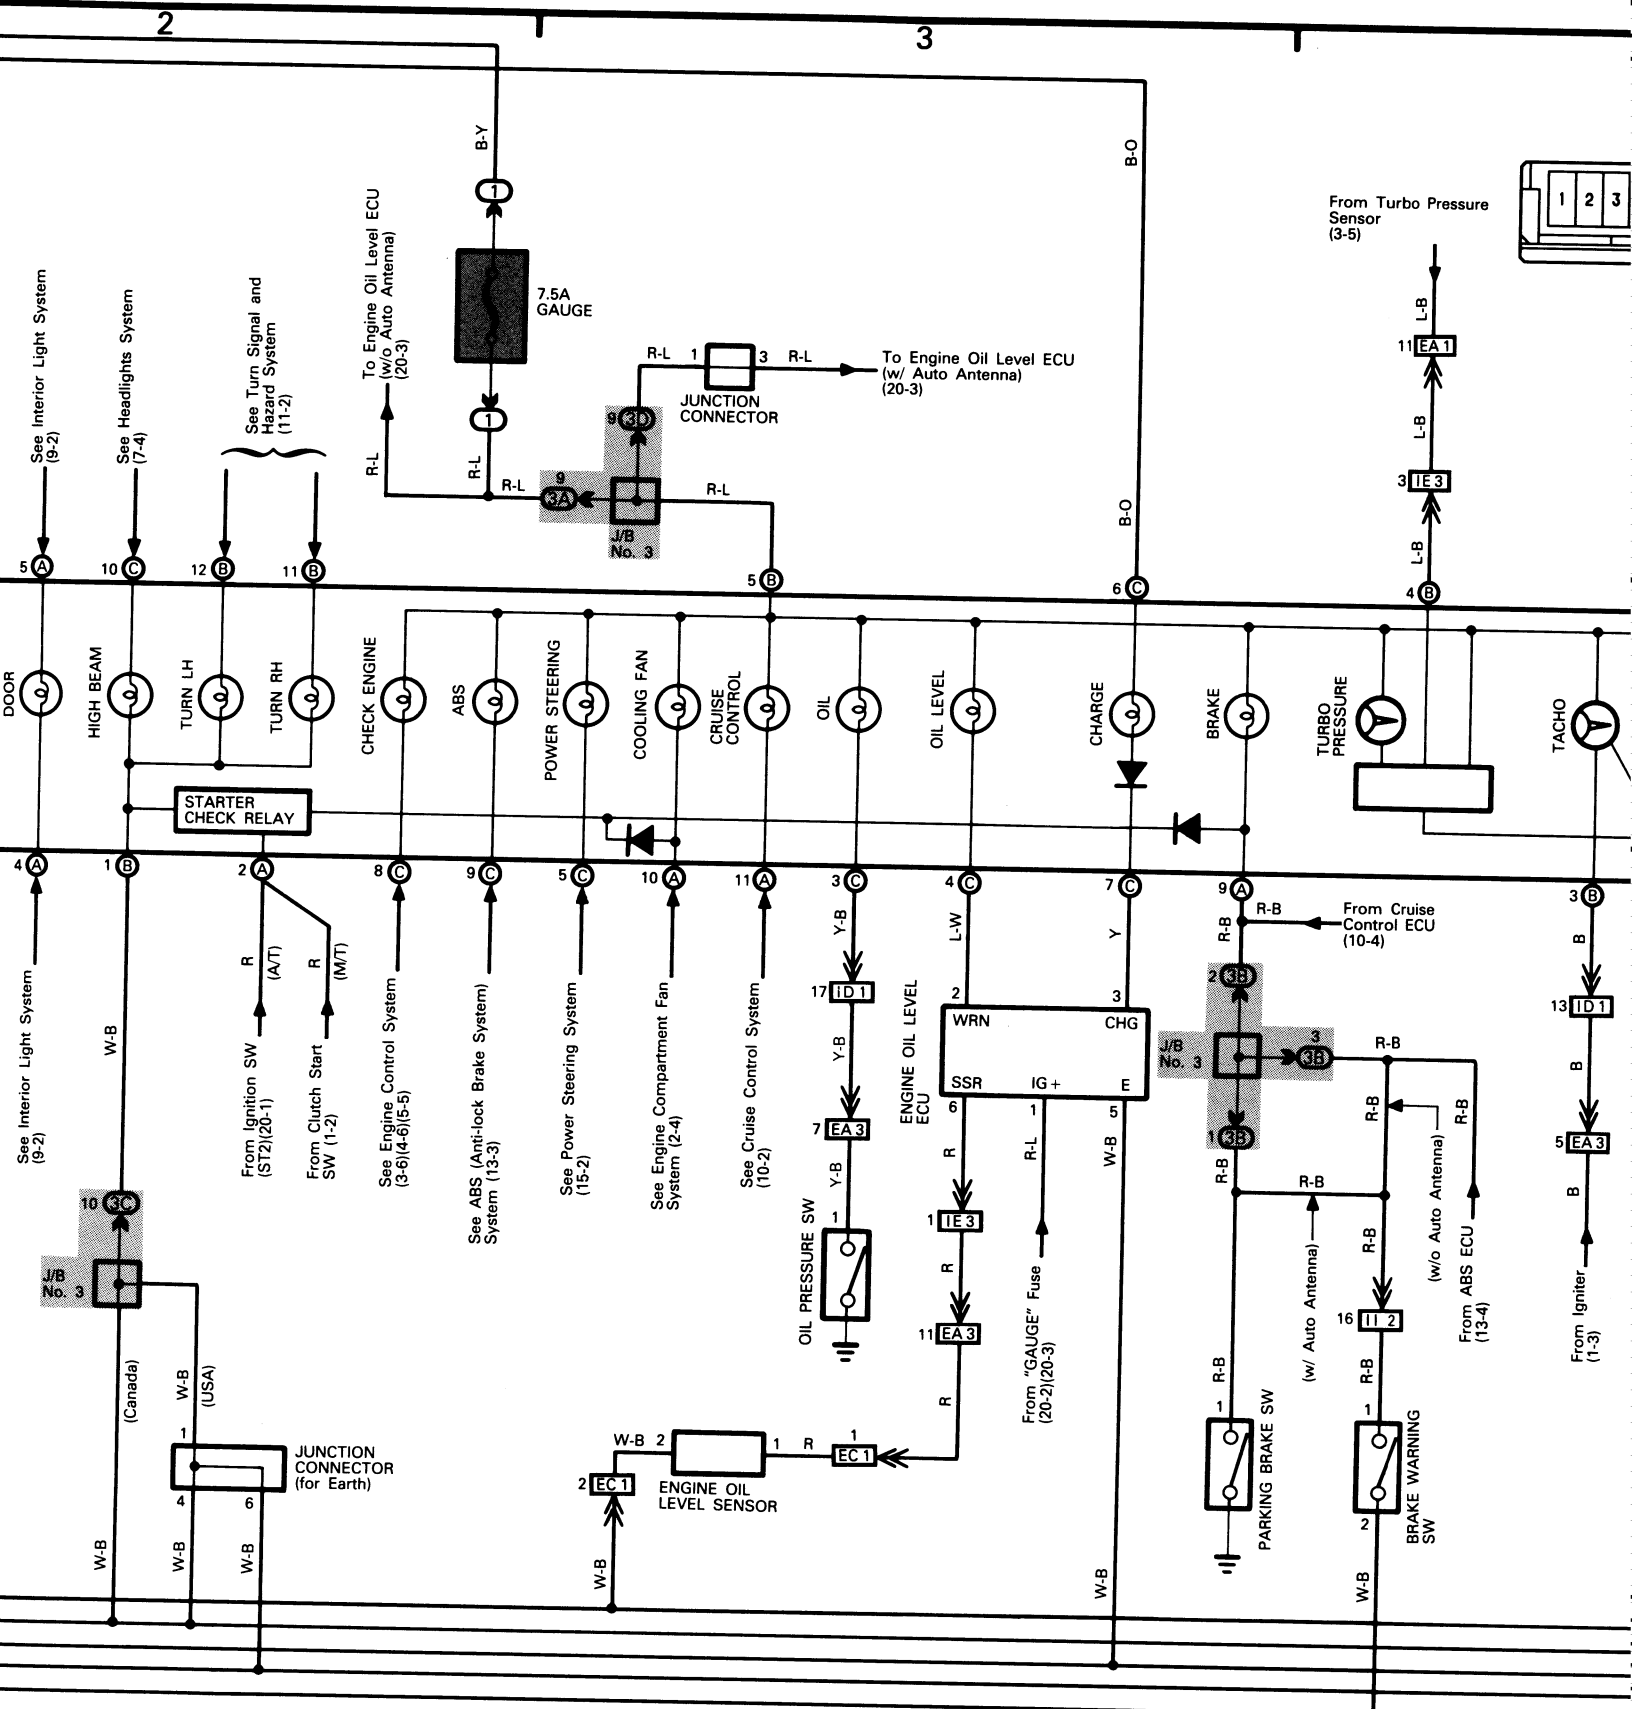 2
3
B-Y
B-O
1
From Turbo Pressure
Sensor
(3-5)
1 2 3
See Interior Light System
(9-2)
See Headlights System
(7-4)
See Turn Signal and
Hazard System
(11-2)
To Engine Oil Level ECU
(w/o Auto Antenna)
(20-3)
7.5A
GAUGE
R-L 1 3 R-L
To Engine Oil Level ECU
(w/ Auto Antenna)
(20-3)
JUNCTION
CONNECTOR
L-B
11 EA 1
L-B
3 IE 3
L-B
1
R-L
R-L
R-L
9
3A
9 3D
R-L
J/B
No. 3
B-O
5 A
10 C
12 B
11 B
5 B
6 C
4 B
DOOR
HIGH BEAM
TURN LH
TURN RH
CHECK ENGINE
ABS
POWER STEERING
COOLING FAN
CRUISE
CONTROL
OIL
OIL LEVEL
CHARGE
BRAKE
TURBO
PRESSURE
TACHO
STARTER
CHECK RELAY
4 A
1 B
2 A
8 C
9 C
5 C
10 A
11 A
3 C
4 C
7 C
9 A
3 B
See Interior Light System
(9-2)
W-B
R
(A/T)
R
(M/T)
From Ignition SW
(ST2)(20-1)
From Clutch Start
SW (1-2)
See Engine Control System
(3-6)(4-6)(5-5)
See ABS (Anti-lock Brake System)
System (13-3)
See Power Steering System
(15-2)
See Engine Compartment Fan
System (2-4)
See Cruise Control System
(10-2)
Y-B
17 ID 1
Y-B
7 EA 3
Y-B
1
OIL PRESSURE SW
L-W
Y
2
3
WRN
CHG
SSR
IG+
E
6
1
5
ENGINE OIL LEVEL
ECU
R
R-L
W-B
1 IE 3
R
11 EA 3
R
From "GAUGE" Fuse
(20-2)(20-3)
R-B
R-B
From Cruise
Control ECU
(10-4)
2 3B
J/B
No. 3
3
3B
R-B
1 3B
R-B
R-B
R-B
R-B
R-B
(w/ Auto Antenna)
(w/o Auto Antenna)
From ABS ECU
(13-4)
16 II 2
R-B
R-B
1
PARKING BRAKE SW
1
BRAKE WARNING
SW
2
W-B
B
13 ID 1
B
5 EA 3
B
From Igniter
(1-3)
10 3C
J/B
No. 3
(Canada)
W-B
(USA)
1
JUNCTION
CONNECTOR
(for Earth)
4
6
W-B
W-B
W-B
W-B 2
1 R
1
EC 1
2 EC 1
ENGINE OIL
LEVEL SENSOR
W-B
W-B